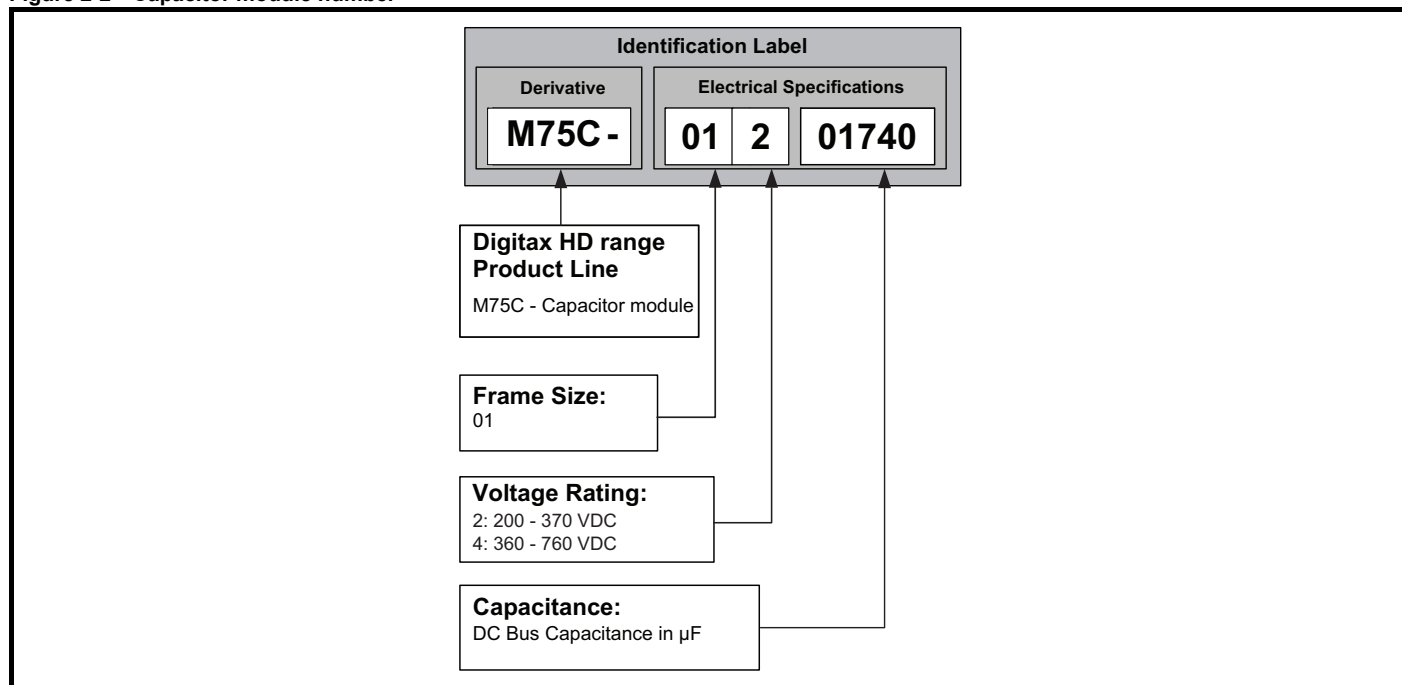 Identification Label
Derivative
Electrical Specifications
M75C -
01 2 01740
Digitax HD range
Product Line
M75C - Capacitor module
Frame Size:
01
Voltage Rating:
2: 200 - 370 VDC
4: 360 - 760 VDC
Capacitance:
DC Bus Capacitance in µF